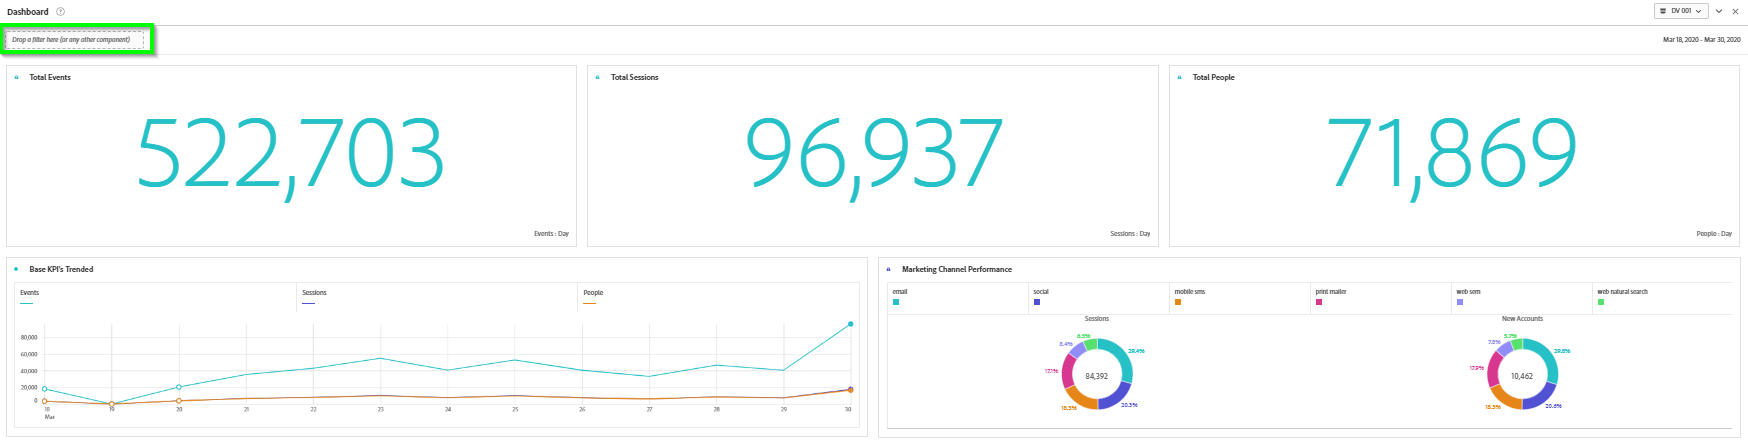 Dashboard
DV 001
Drop a filter here (or any other component)
Mar 18, 2020 - Mar 30, 2020
Total Events
522,703
Events : Day
Total Sessions
96,937
Sessions : Day
Total People
71,869
People : Day
Base KPI's Trended
Events
Sessions
People
80,000
60,000
40,000
20,000
0
18
19
20
21
22
23
24
25
26
27
28
29
30
Mar
Marketing Channel Performance
email
social
mobile sms
print mailer
web sem
web natural search
Sessions
84,392
29.4%
20.3%
18.5%
17.1%
8.4%
6.3%
New Accounts
10,462
29.8%
20.6%
18.3%
17.9%
7.8%
5.7%